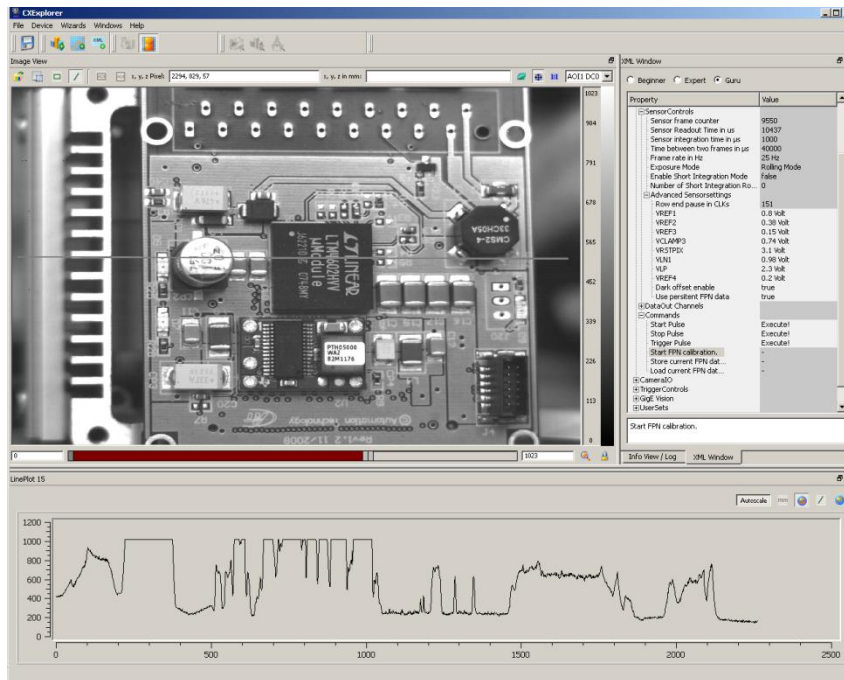 CXExplorer
File Device Wizards Windows Help
Image View
x, y, z Pixel: 2294, 829, 57 x, y, z in mm: AOI1 DC0
1023
904
791
678
565
452
339
226
113
0
LT LINEAR
LTM4602HVV
µModule
CMS2-4
33CH05A
PTH05006
WAZ
Automation Technology
Rev1.2 11/2008
0 1023
XML Window
Beginner Expert Guru
Property Value
SensorControls
Sensor frame counter 9550
Sensor Readout Time in us 10437
Sensor integration time in µs 1000
Time between two frames in µs 40000
Frame rate in Hz 25 Hz
Exposure Mode Rolling Mode
Enable Short Integration Mode false
Number of Short Integration Ro... 0
Advanced Sensorsettings
Row end pause in CLKs 151
VREF1 0.8 Volt
VREF2 0.38 Volt
VREF3 0.15 Volt
VCLAMP3 0.74 Volt
VRSTPIX 3.1 Volt
VLN1 0.98 Volt
VLP 2.3 Volt
VREF4 0.2 Volt
Dark offset enable true
Use persitent FPN data true
DataOut Channels
Commands
Start Pulse Execute!
Stop Pulse Execute!
Trigger Pulse Execute!
Start FPN calibration. -
Store current FPN dat... -
Load current FPN dat... -
CameraIO
TriggerControls
GigE Vision
UserSets
Start FPN calibration.
Info View / Log XML Window
LinePlot 1S
Autoscale
1200
1000
800
600
400
200
0
0 500 1000 1500 2000 2500